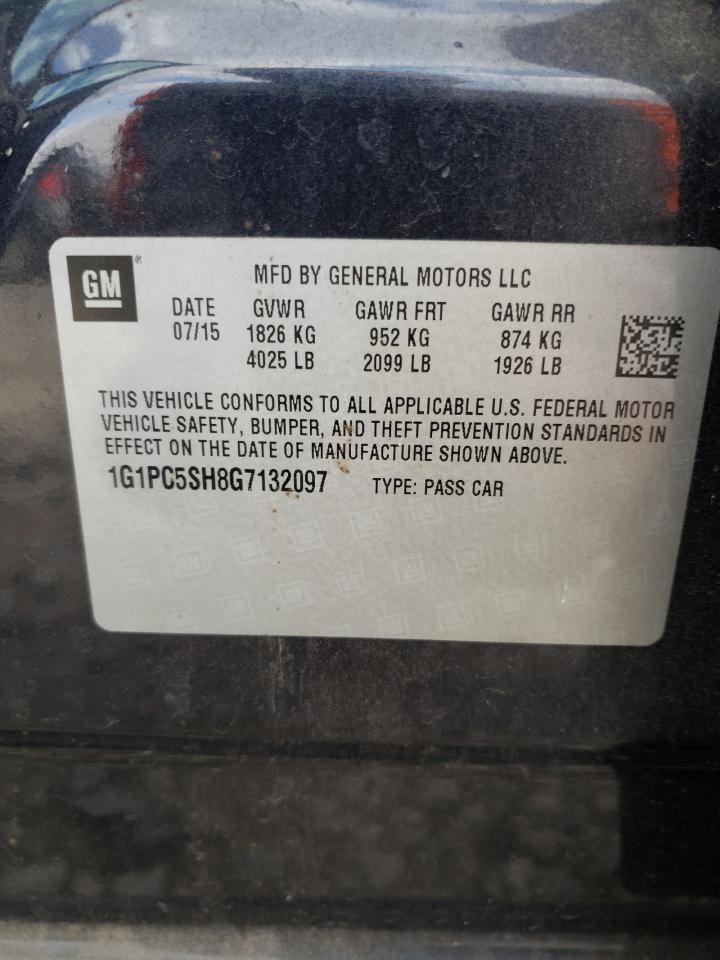 GM ®
MFD BY GENERAL MOTORS LLC
DATE GVWR GAWR FRT GAWR RR
07/15 1826 KG 952 KG 874 KG
4025 LB 2099 LB 1926 LB
THIS VEHICLE CONFORMS TO ALL APPLICABLE U.S. FEDERAL MOTOR
VEHICLE SAFETY, BUMPER, AND THEFT PREVENTION STANDARDS IN
EFFECT ON THE DATE OF MANUFACTURE SHOWN ABOVE.
1G1PC5SH8G7132097 TYPE: PASS CAR